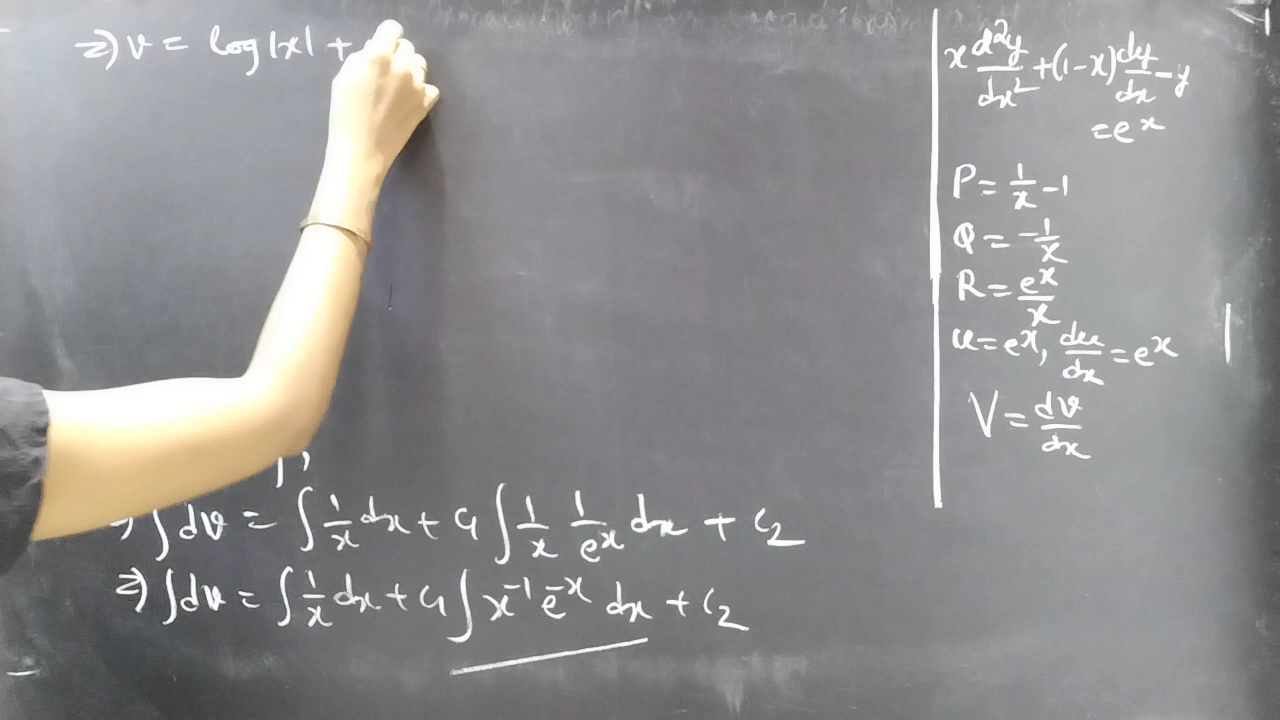 ⇒) v = log|x| +
⇒ ∫dv = ∫ 1/x dx + c₁ ∫ 1/x 1/eˣ dx + c₂
⇒) ∫dv = ∫ 1/x dx + c₁ ∫ x⁻¹ e⁻ˣ dx + c₂
x d²y/dx² + (1-x) dy/dx - y
= eˣ
P = 1/x - 1
Q = -1/x
R = eˣ/x
u = eˣ, du/dx = eˣ
V = dv/dx